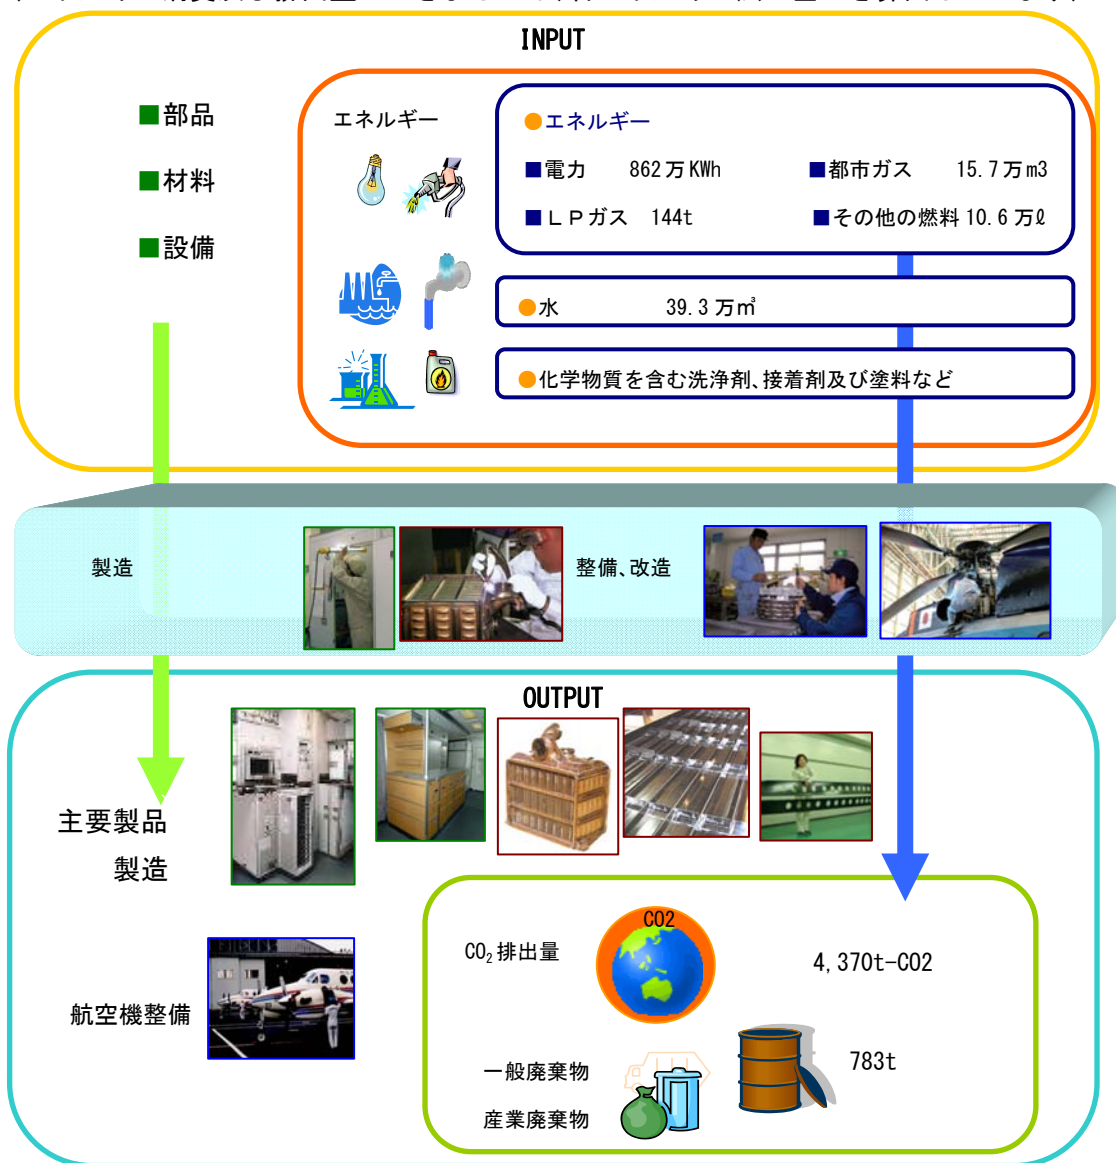 INPUT
■部品
■材料
■設備
エネルギー
●エネルギー
■電力 862万KWh ■都市ガス 15.7万m3
■LPガス 144t ■その他の燃料 10.6万ℓ
●水 39.3万㎥
●化学物質を含む洗浄剤、接着剤及び塗料など
製造
整備、改造
OUTPUT
主要製品
製造
航空機整備
CO2
CO₂排出量 4,370t-CO2
一般廃棄物
産業廃棄物
783t